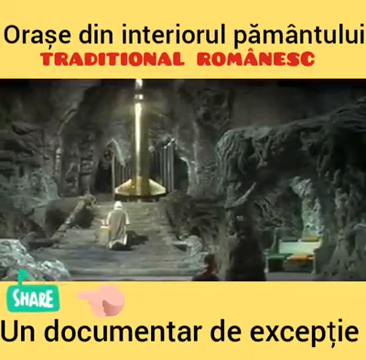 Orașe din interiorul pământului
TRADITIONAL ROMÂNESC
SHARE
Un documentar de excepție